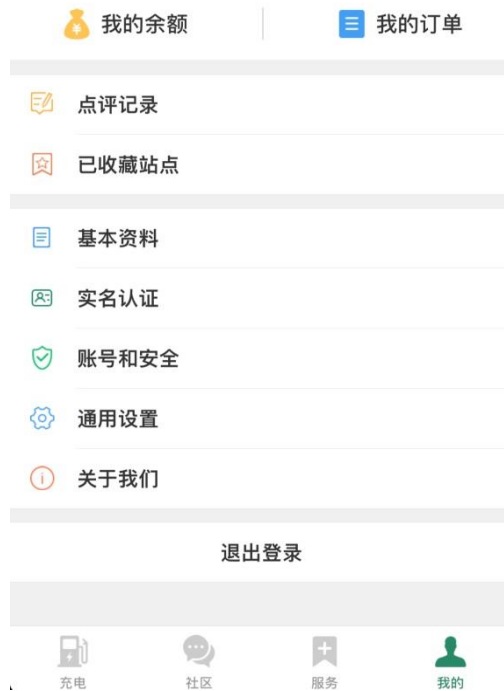 我的余额 我的订单
点评记录
已收藏站点
基本资料
实名认证
账号和安全
通用设置
关于我们
退出登录
充电 社区 服务 我的